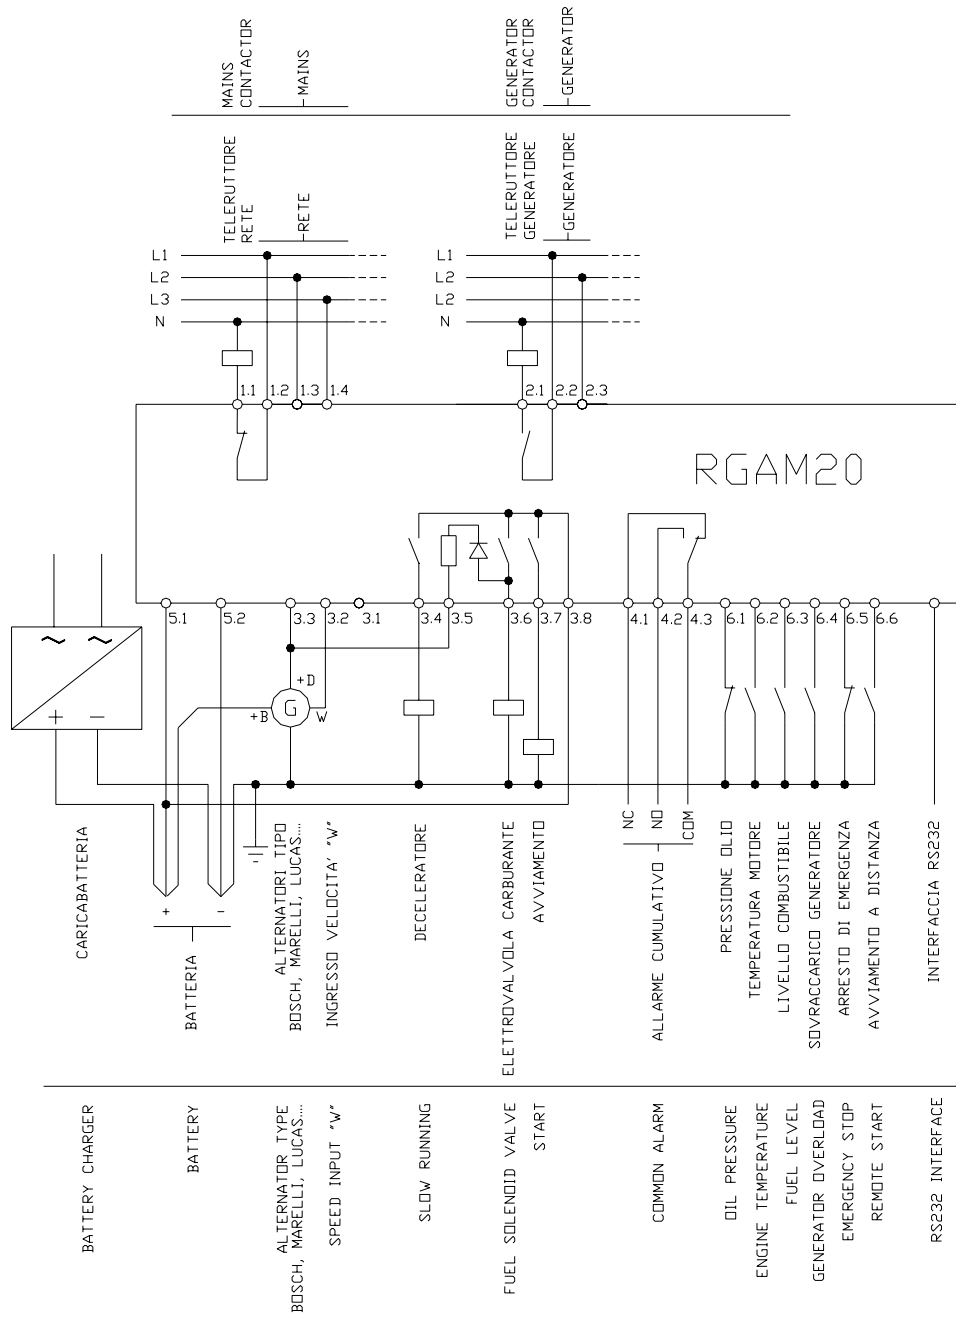 MAINS
CONTACTOR
MAINS
GENERATOR
CONTACTOR
GENERATOR
TELERUTTORE
RETE
RETE
TELERUTTORE
GENERATORE
GENERATORE
L1
L2
L3
N
L1
L2
L2
N
1.1
1.2
1.3
1.4
2.1
2.2
2.3
RGAM20
5.1
5.2
3.3
3.2
3.1
3.4
3.5
3.6
3.7
3.8
4.1
4.2
4.3
6.1
6.2
6.3
6.4
6.5
6.6
+D
+B
G
W
+
−
NC
NO
COM
+
−
CARICABATTERIA
BATTERIA
ALTERNATORI TIPO
BOSCH, MARELLI, LUCAS....
INGRESSO VELOCITA' "W"
DECELERATORE
ELETTROVALVOLA CARBURANTE
AVVIAMENTO
ALLARME CUMULATIVO
PRESSIONE OLIO
TEMPERATURA MOTORE
LIVELLO COMBUSTIBILE
SOVRACCARICO GENERATORE
ARRESTO DI EMERGENZA
AVVIAMENTO A DISTANZA
INTERFACCIA RS232
BATTERY CHARGER
BATTERY
ALTERNATOR TYPE
BOSCH, MARELLI, LUCAS....
SPEED INPUT "W"
SLOW RUNNING
FUEL SOLENOID VALVE
START
COMMON ALARM
OIL PRESSURE
ENGINE TEMPERATURE
FUEL LEVEL
GENERATOR OVERLOAD
EMERGENCY STOP
REMOTE START
RS232 INTERFACE